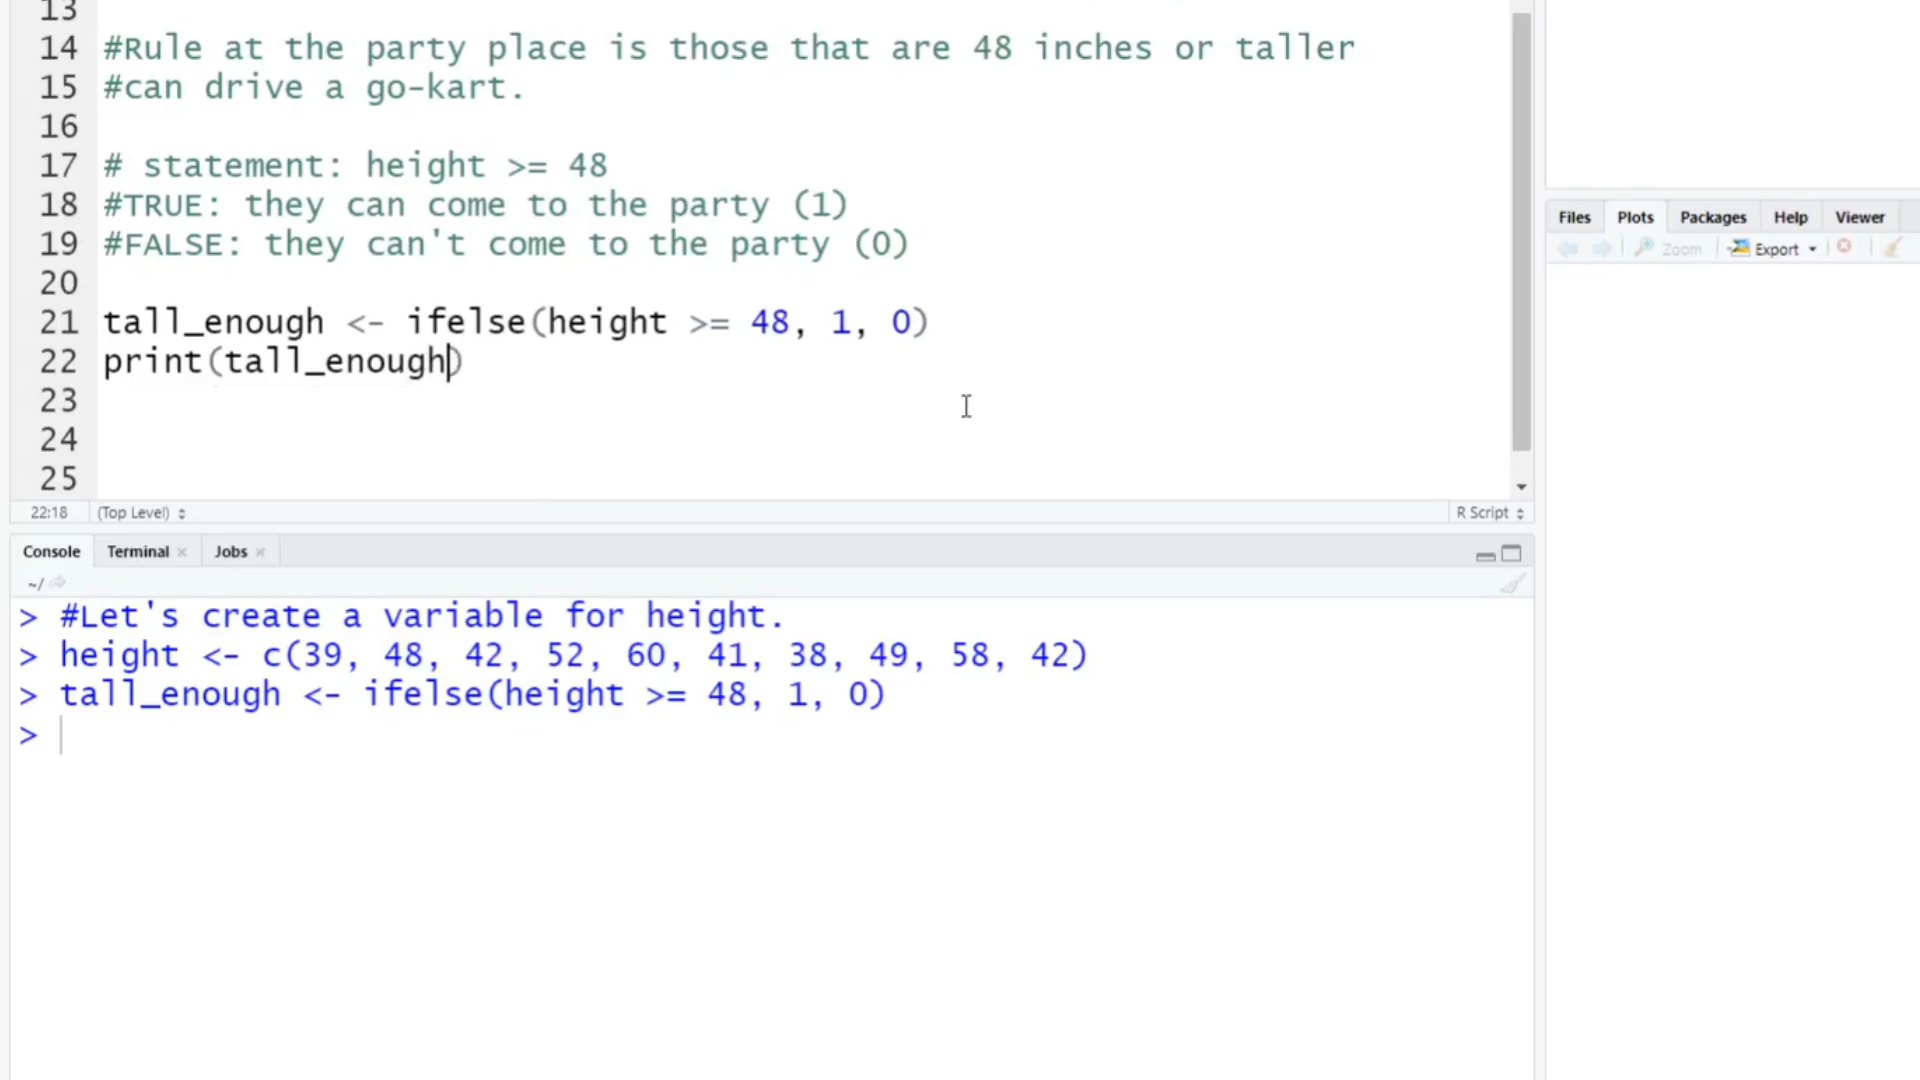 13
14 #Rule at the party place is those that are 48 inches or taller
15 #can drive a go-kart.
16
17 # statement: height >= 48
18 #TRUE: they can come to the party (1)
19 #FALSE: they can't come to the party (0)
20
21 tall_enough <- ifelse(height >= 48, 1, 0)
22 print(tall_enough)
23
24
25
22:18 (Top Level) R Script
Console Terminal Jobs
~/
> #Let's create a variable for height.
> height <- c(39, 48, 42, 52, 60, 41, 38, 49, 58, 42)
> tall_enough <- ifelse(height >= 48, 1, 0)
>
Files Plots Packages Help Viewer
Zoom Export